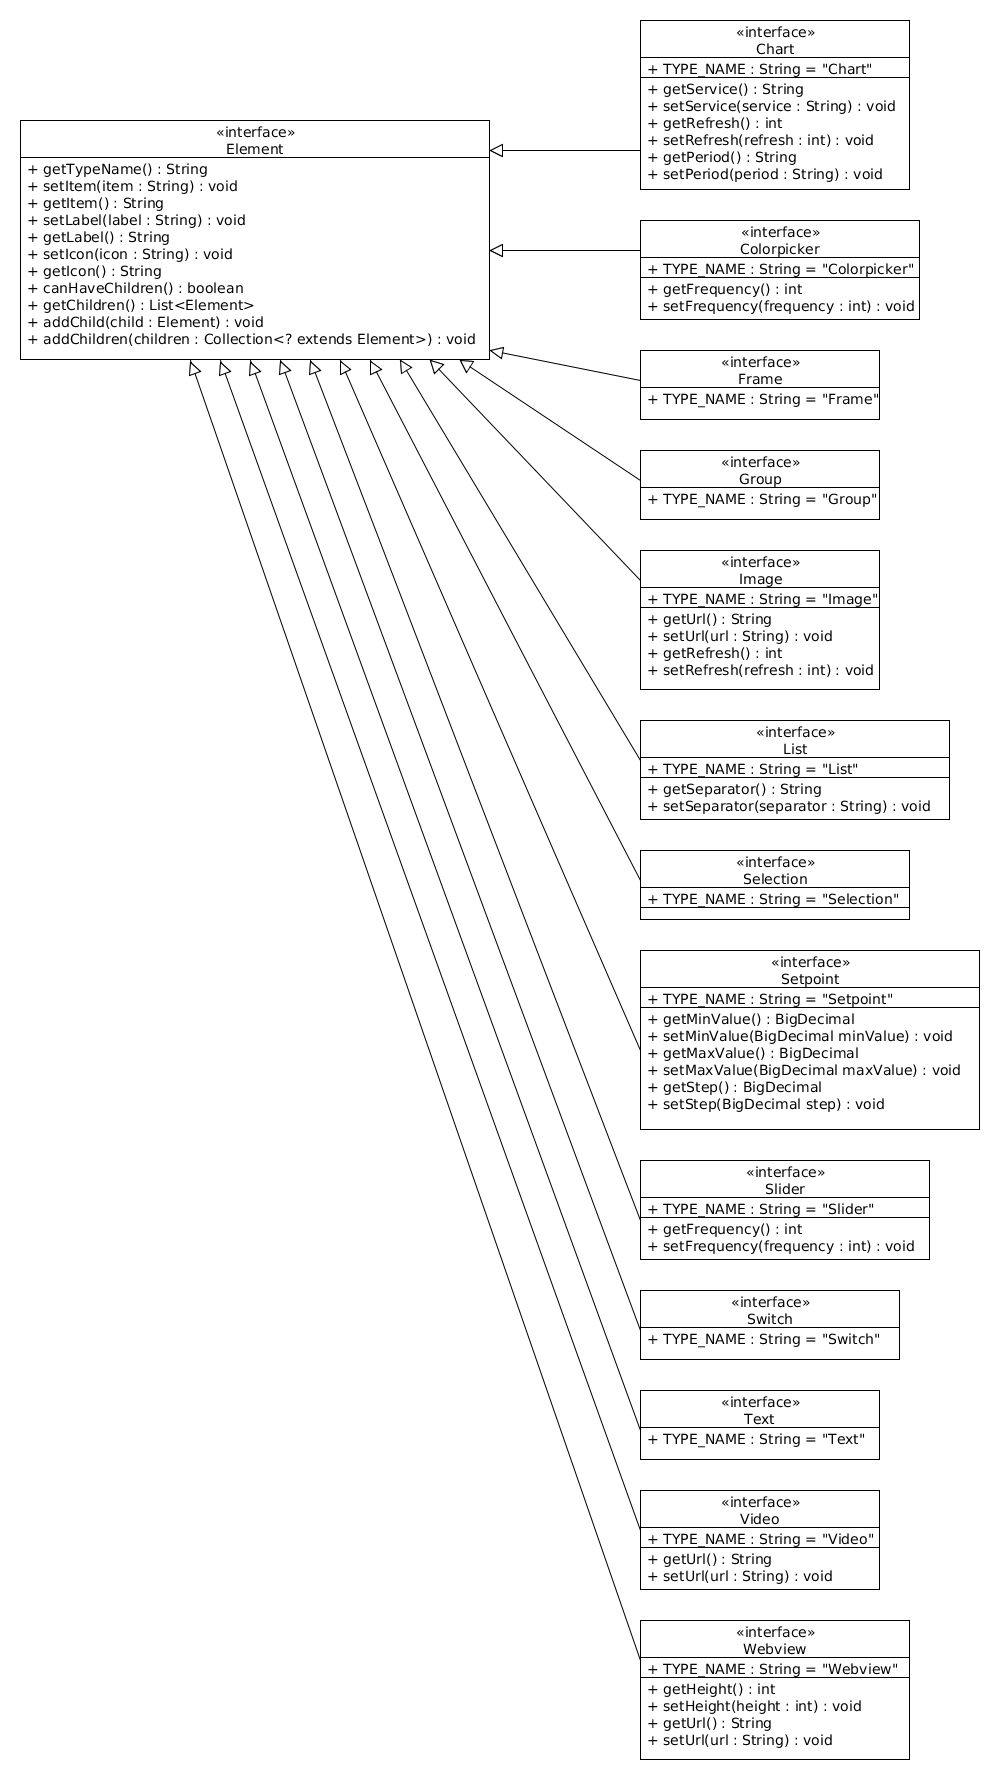 «interface»
Element
+ getTypeName() : String
+ setItem(item : String) : void
+ getItem() : String
+ setLabel(label : String) : void
+ getLabel() : String
+ setIcon(icon : String) : void
+ getIcon() : String
+ canHaveChildren() : boolean
+ getChildren() : List<Element>
+ addChild(child : Element) : void
+ addChildren(children : Collection<? extends Element>) : void
«interface»
Chart
+ TYPE_NAME : String = "Chart"
+ getService() : String
+ setService(service : String) : void
+ getRefresh() : int
+ setRefresh(refresh : int) : void
+ getPeriod() : String
+ setPeriod(period : String) : void
«interface»
Colorpicker
+ TYPE_NAME : String = "Colorpicker"
+ getFrequency() : int
+ setFrequency(frequency : int) : void
«interface»
Frame
+ TYPE_NAME : String = "Frame"
«interface»
Group
+ TYPE_NAME : String = "Group"
«interface»
Image
+ TYPE_NAME : String = "Image"
+ getUrl() : String
+ setUrl(url : String) : void
+ getRefresh() : int
+ setRefresh(refresh : int) : void
«interface»
List
+ TYPE_NAME : String = "List"
+ getSeparator() : String
+ setSeparator(separator : String) : void
«interface»
Selection
+ TYPE_NAME : String = "Selection"
«interface»
Setpoint
+ TYPE_NAME : String = "Setpoint"
+ getMinValue() : BigDecimal
+ setMinValue(BigDecimal minValue) : void
+ getMaxValue() : BigDecimal
+ setMaxValue(BigDecimal maxValue) : void
+ getStep() : BigDecimal
+ setStep(BigDecimal step) : void
«interface»
Slider
+ TYPE_NAME : String = "Slider"
+ getFrequency() : int
+ setFrequency(frequency : int) : void
«interface»
Switch
+ TYPE_NAME : String = "Switch"
«interface»
Text
+ TYPE_NAME : String = "Text"
«interface»
Video
+ TYPE_NAME : String = "Video"
+ getUrl() : String
+ setUrl(url : String) : void
«interface»
Webview
+ TYPE_NAME : String = "Webview"
+ getHeight() : int
+ setHeight(height : int) : void
+ getUrl() : String
+ setUrl(url : String) : void